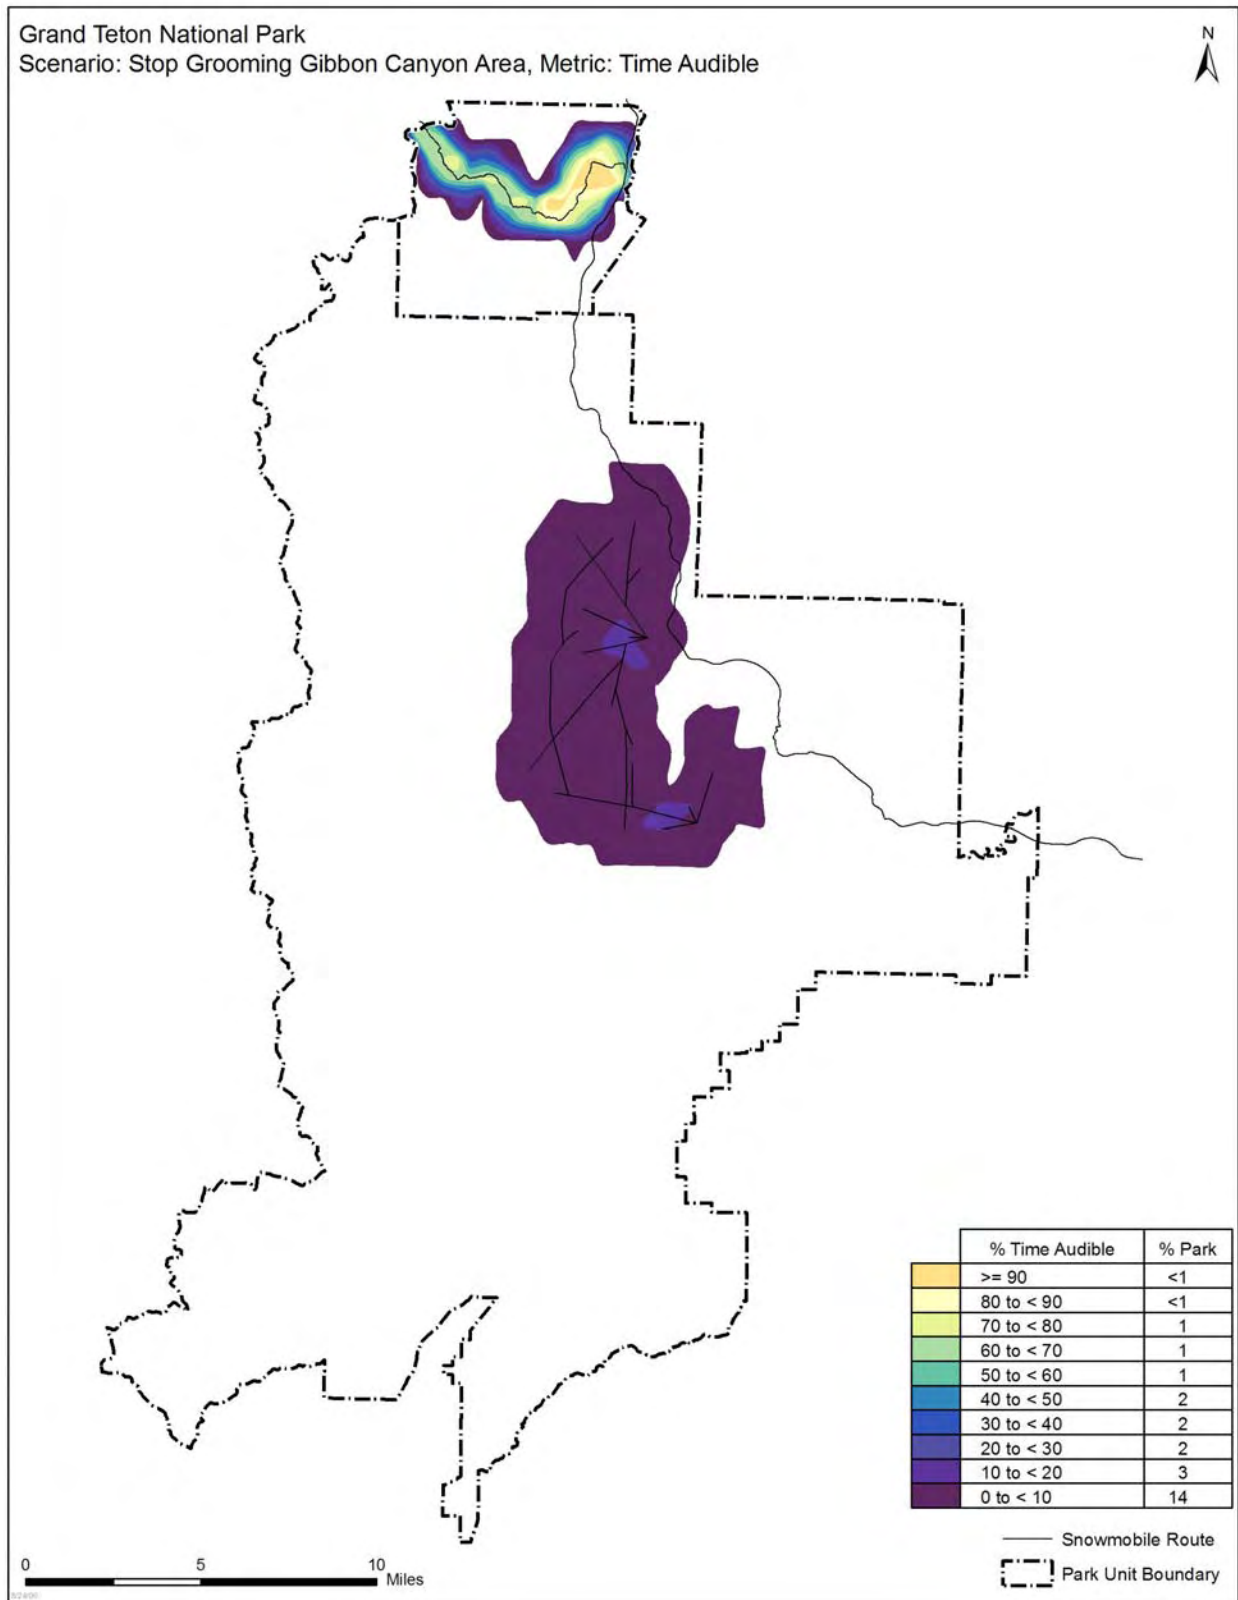 Grand Teton National Park
Scenario: Stop Grooming Gibbon Canyon Area, Metric: Time Audible
N
% Time Audible % Park
>= 90 <1
80 to < 90 <1
70 to < 80 1
60 to < 70 1
50 to < 60 1
40 to < 50 2
30 to < 40 2
20 to < 30 2
10 to < 20 3
0 to < 10 14
Snowmobile Route
Park Unit Boundary
0 5 10
Miles